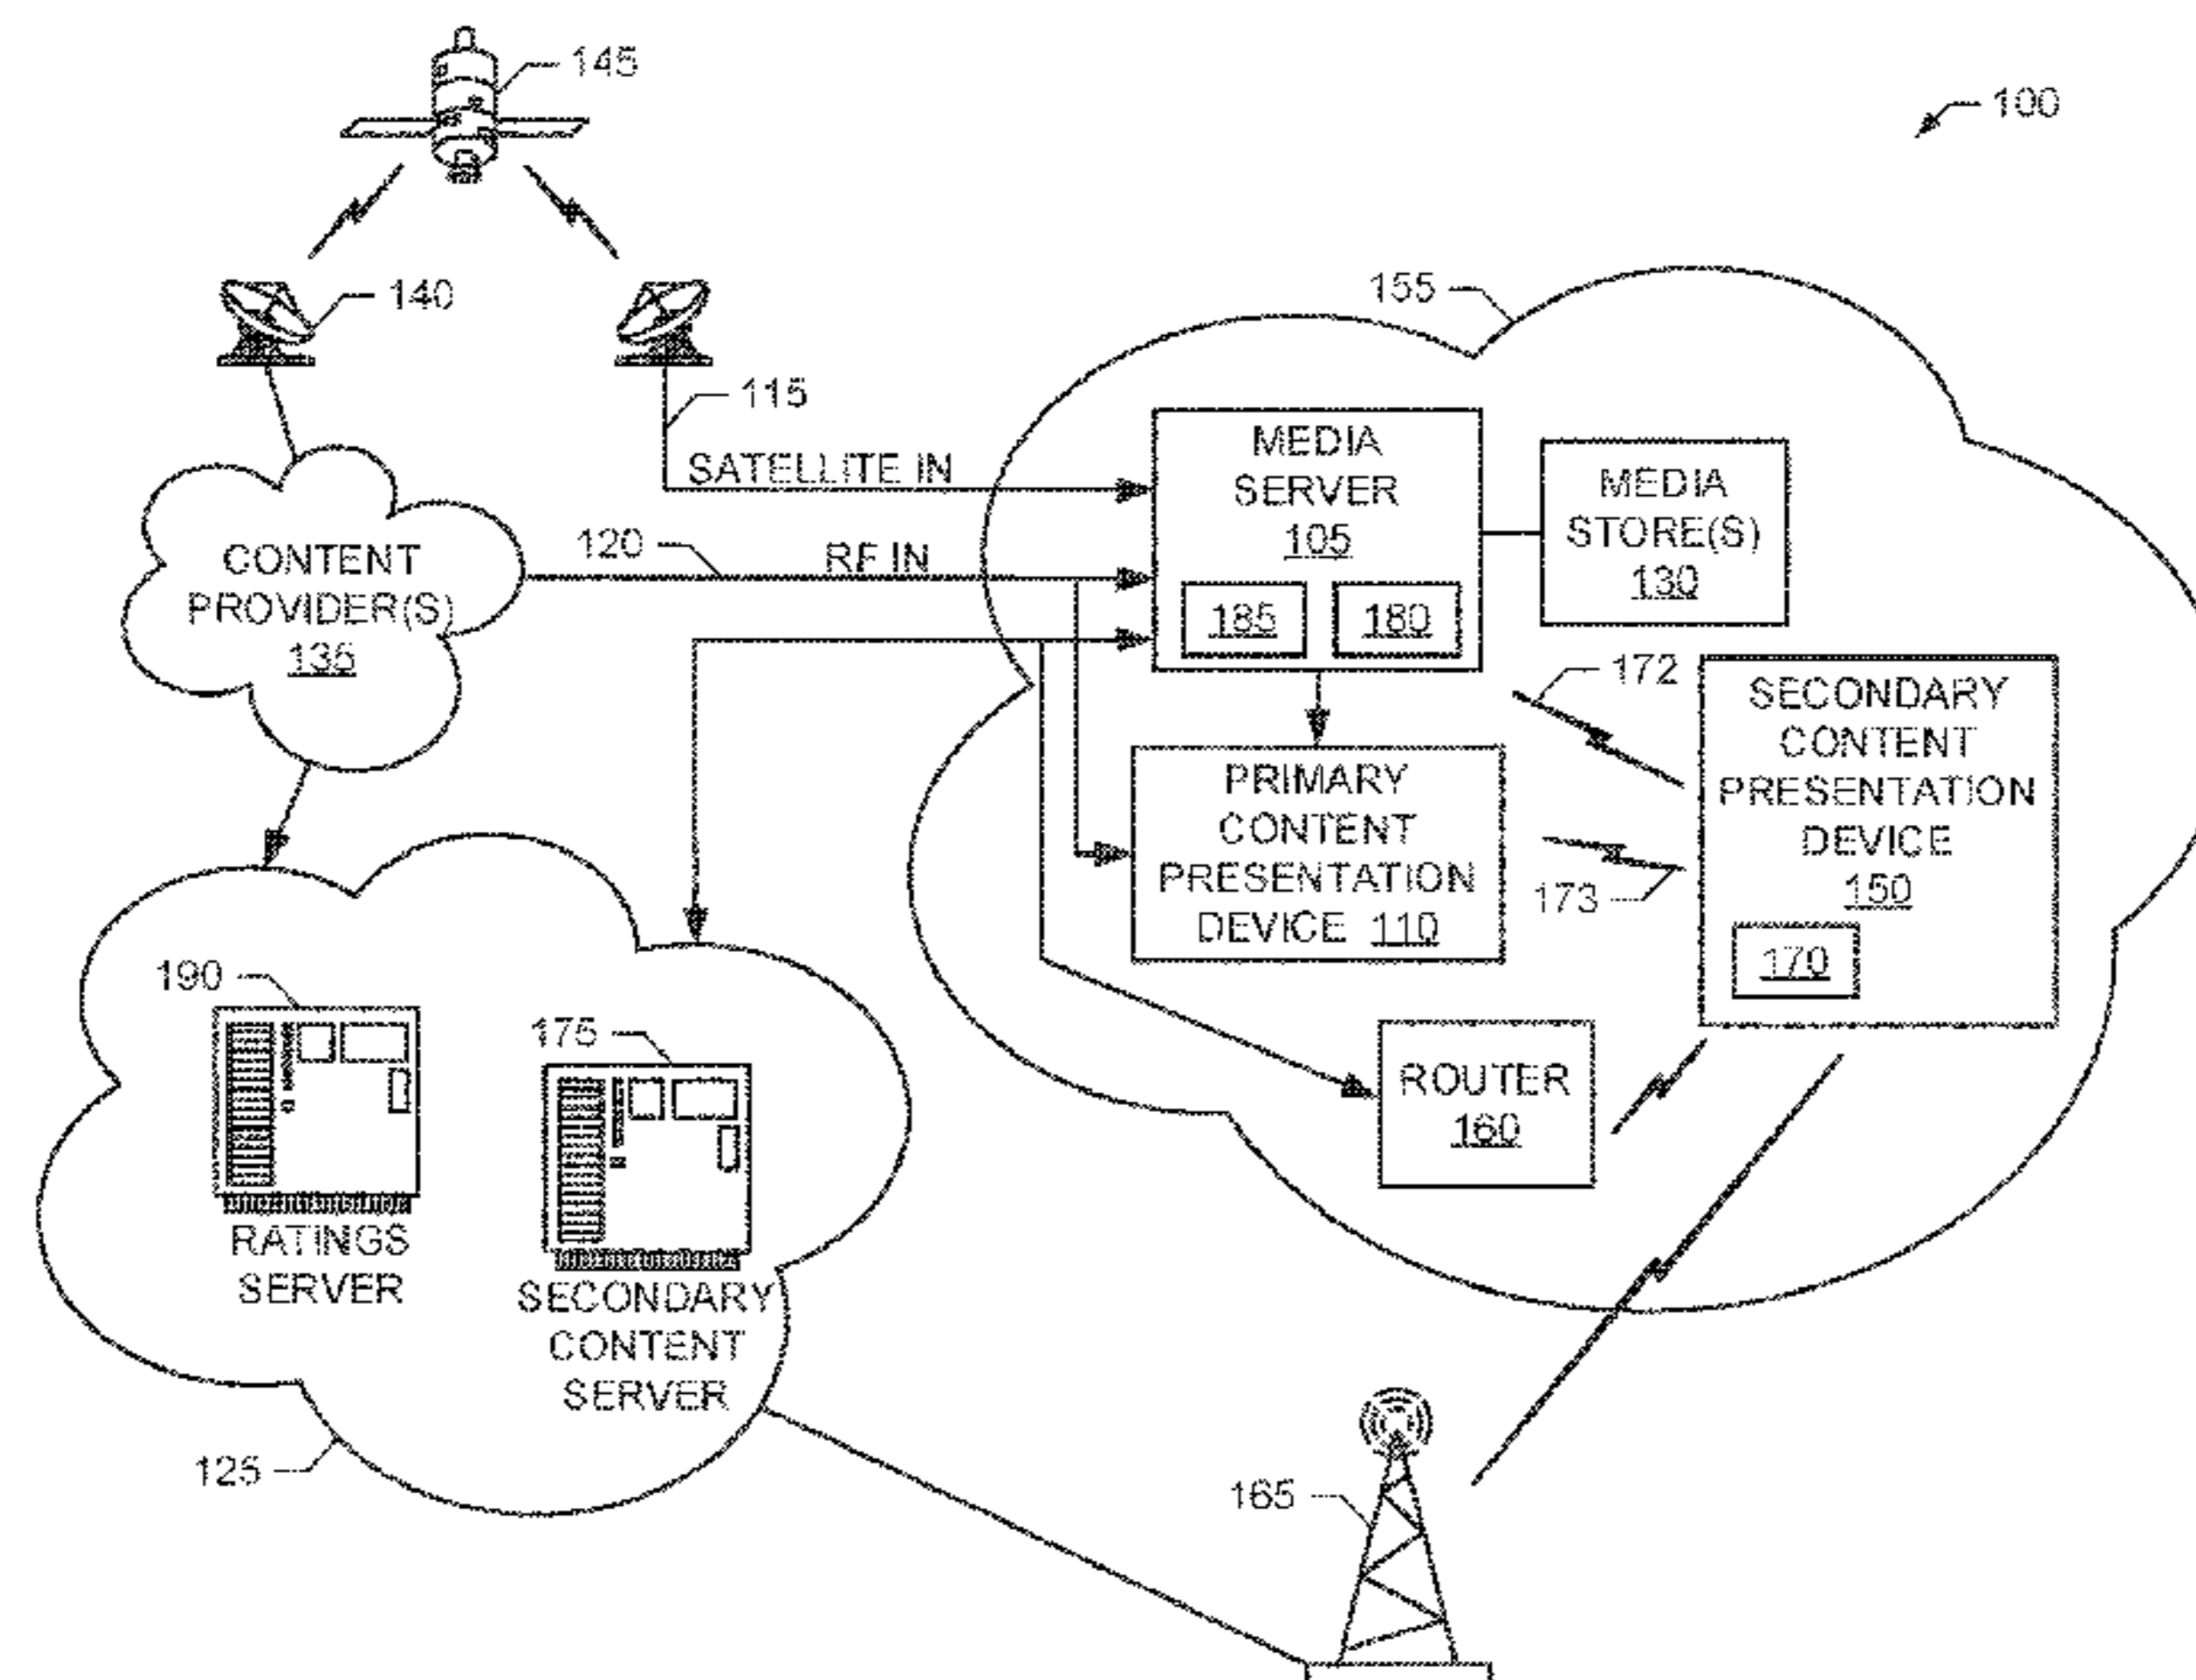 145
100
140
155
115
MEDIA
SERVER
105
SATELLITE IN
MEDIA
STORE(S)
130
CONTENT
PROVIDER(S)
135
120
RF IN
185
180
172
SECONDARY
CONTENT
PRESENTATION
DEVICE
150
PRIMARY
CONTENT
PRESENTATION
DEVICE 110
173
170
190
175
ROUTER
160
RATINGS
SERVER
SECONDARY
CONTENT
SERVER
125
165